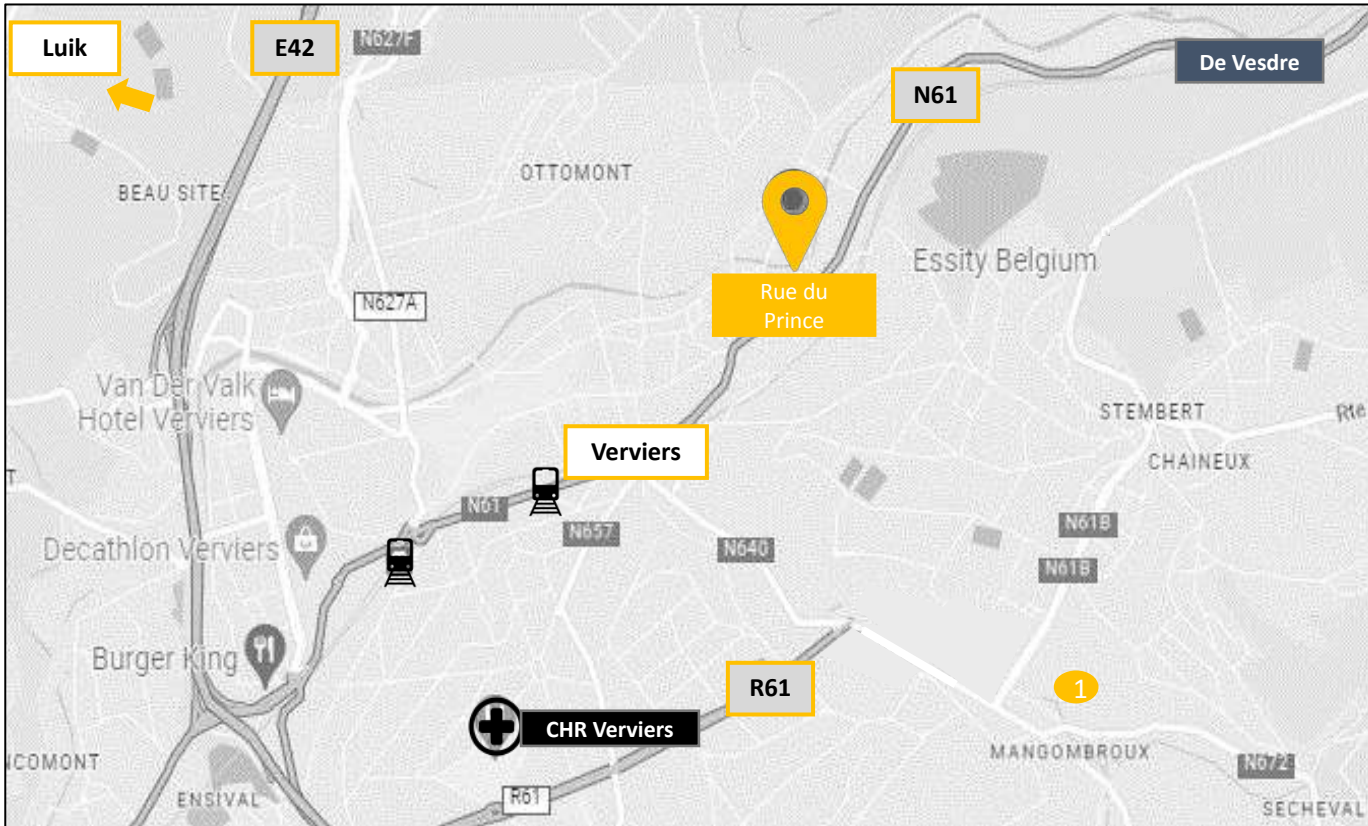 Luik
E42
N627F
De Vesdre
N61
OTTOMONT
BEAU SITE
Essity Belgium
Rue du
Prince
N627A
Van Der Valk
Hotel Verviers
STEMBERT
Rte
Verviers
CHAINEUX
T
N61
N657
N61B
N640
Decathlon Verviers
N61B
Burger King
R61
1
CHR Verviers
MANGOMBROUX
NCOMONT
N672
ENSIVAL
R61
SECHEVAL